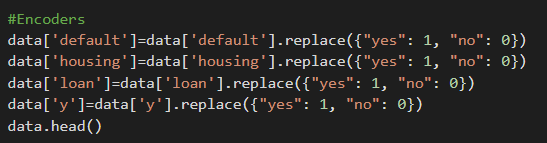 #Encoders
data['default']=data['default'].replace({"yes": 1, "no": 0})
data['housing']=data['housing'].replace({"yes": 1, "no": 0})
data['loan']=data['loan'].replace({"yes": 1, "no": 0})
data['y']=data['y'].replace({"yes": 1, "no": 0})
data.head()